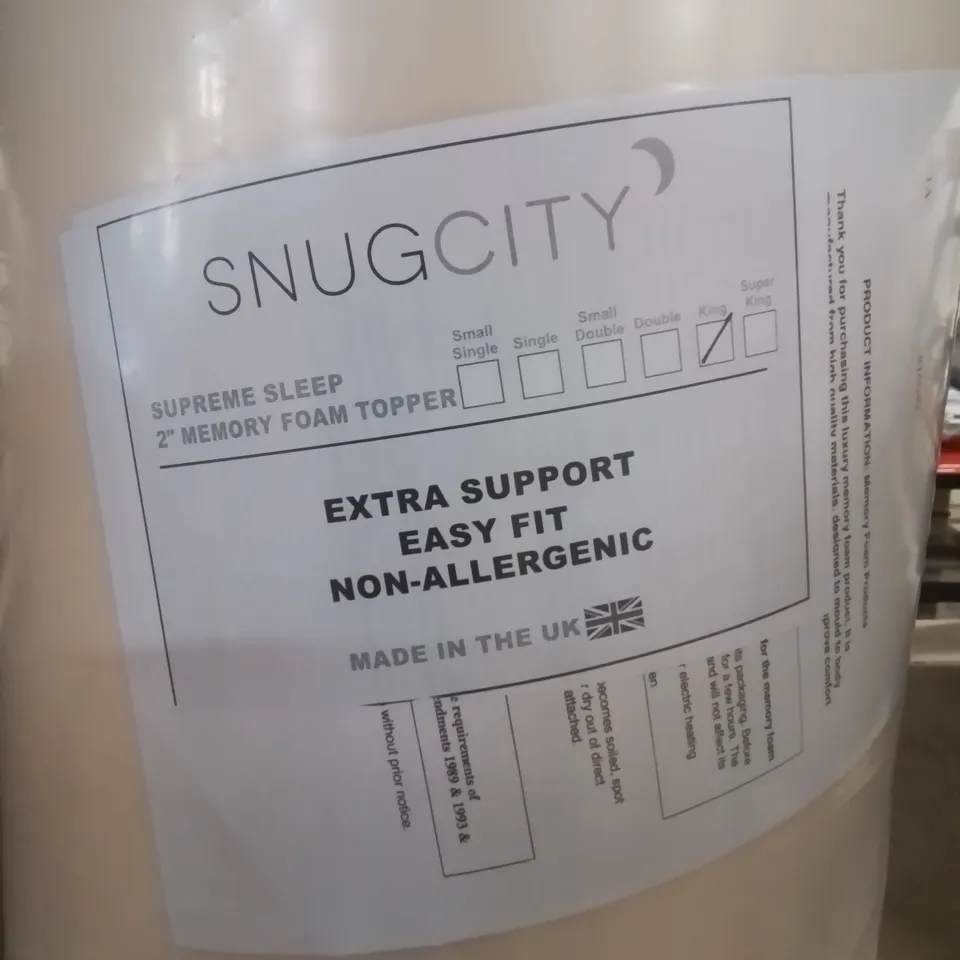 SNUGCITY
Small Single
Single
Small Double
Double
King
Super King
SUPREME SLEEP
2” MEMORY FOAM TOPPER
EXTRA SUPPORT
EASY FIT
NON-ALLERGENIC
MADE IN THE UK
PRODUCT INFORMATION: Memory Foam Products
Thank you for purchasing this luxury memory foam product. It is
manufactured from high quality materials, designed to mould to body
for the memory foam
its packaging. Before
for a few hours. The
and will not affect its
electric heating
en
becomes soiled, spot
dry out of direct
attached.
requirements of
endments 1989 & 1993 &
without prior notice.